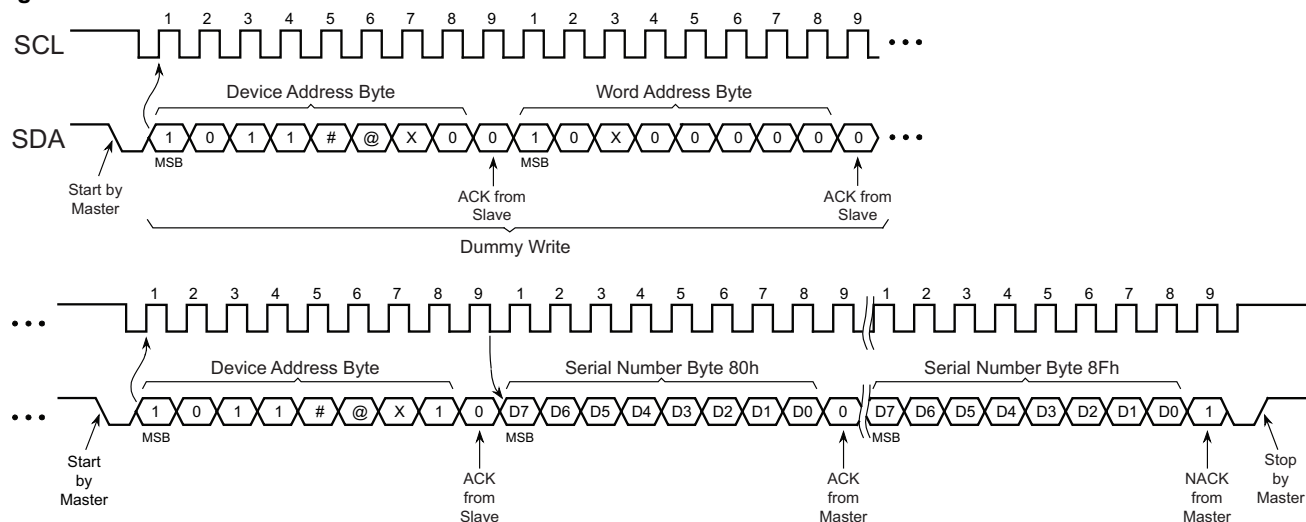 1 2 3 4 5 6 7 8 9 1 2 3 4 5 6 7 8 9
SCL
Device Address Byte Word Address Byte
SDA 1 0 1 1 # @ X 0 0 1 0 X 0 0 0 0 0 0 0
MSB MSB
Start by
Master
ACK from
Slave
ACK from
Slave
Dummy Write
1 2 3 4 5 6 7 8 9 1 2 3 4 5 6 7 8 9 1 2 3 4 5 6 7 8 9
Device Address Byte Serial Number Byte 80h Serial Number Byte 8Fh
1 0 1 1 # @ X 1 0 D7 D6 D5 D4 D3 D2 D1 D0 0 D7 D6 D5 D4 D3 D2 D1 D0 1
MSB MSB MSB
Start
by
Master
ACK
from
Slave
ACK
from
Master
NACK
from
Master
Stop
by
Master